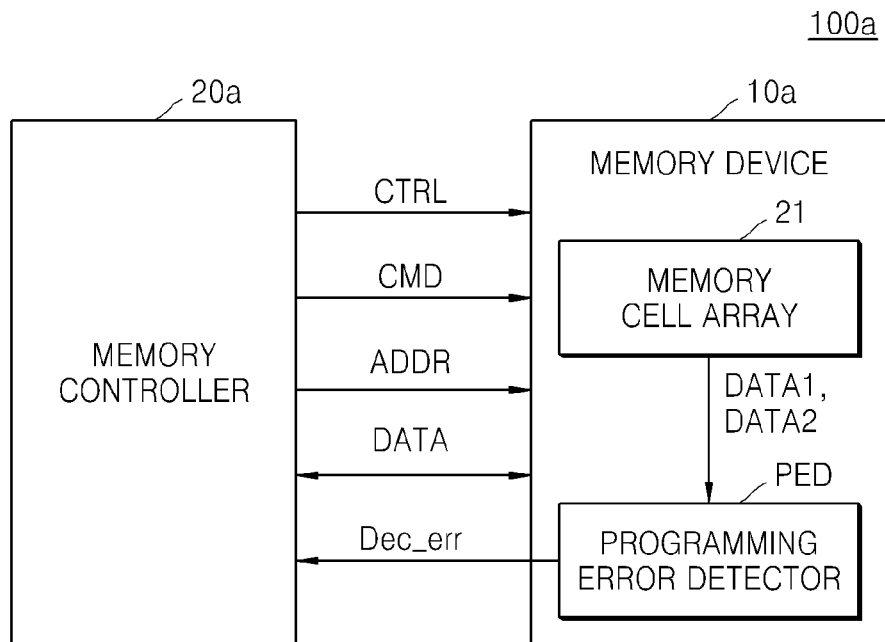 100a
20a
10a
MEMORY DEVICE
CTRL
21
MEMORY
CELL ARRAY
CMD
MEMORY
CONTROLLER
ADDR
DATA1,
DATA2
DATA
PED
Dec_err
PROGRAMMING
ERROR DETECTOR